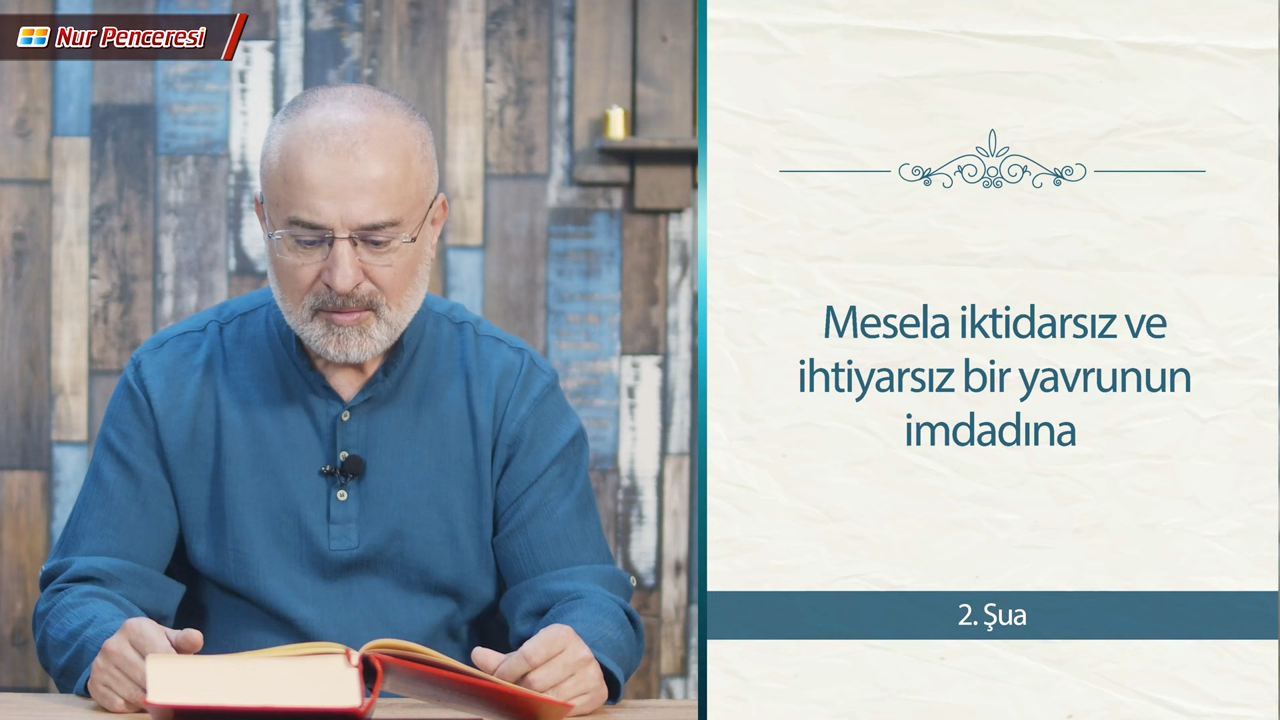 Nur Penceresi
Mesela iktidarsız ve
ihtiyarsız bir yavrunun
imdadına
2. Şua